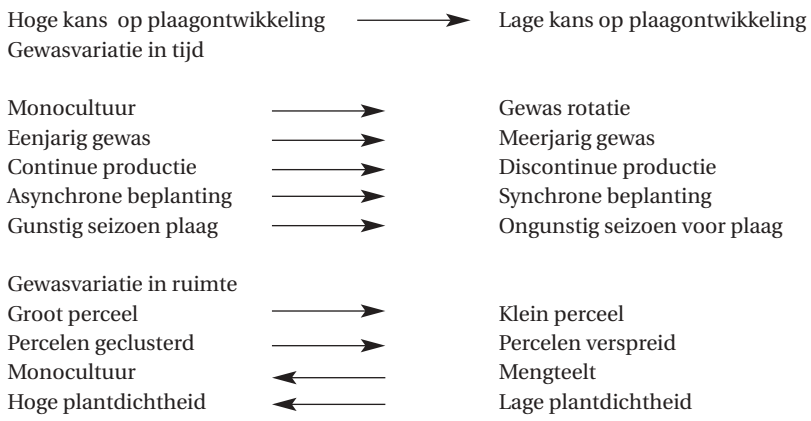 Hoge kans op plaagontwikkeling Lage kans op plaagontwikkeling
Gewasvariatie in tijd
Monocultuur Gewas rotatie
Eenjarig gewas Meerjarig gewas
Continue productie Discontinue productie
Asynchrone beplanting Synchrone beplanting
Gunstig seizoen plaag Ongunstig seizoen voor plaag
Gewasvariatie in ruimte
Groot perceel Klein perceel
Percelen geclusterd Percelen verspreid
Monocultuur Mengteelt
Hoge plantdichtheid Lage plantdichtheid